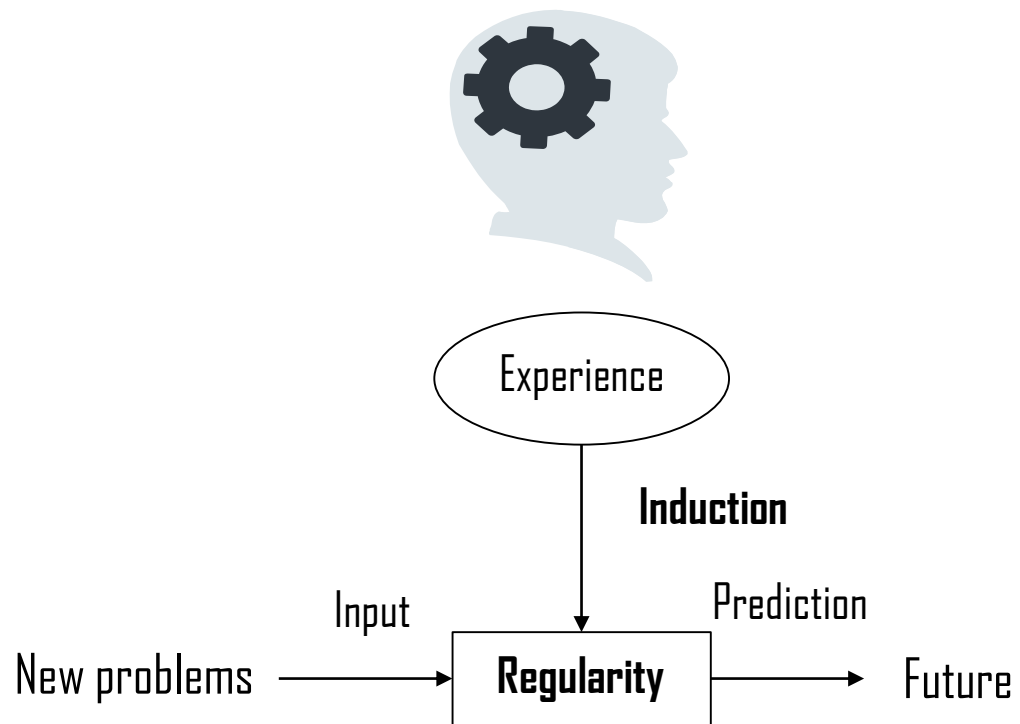 Experience
Induction
Input
Prediction
New problems
Regularity
Future